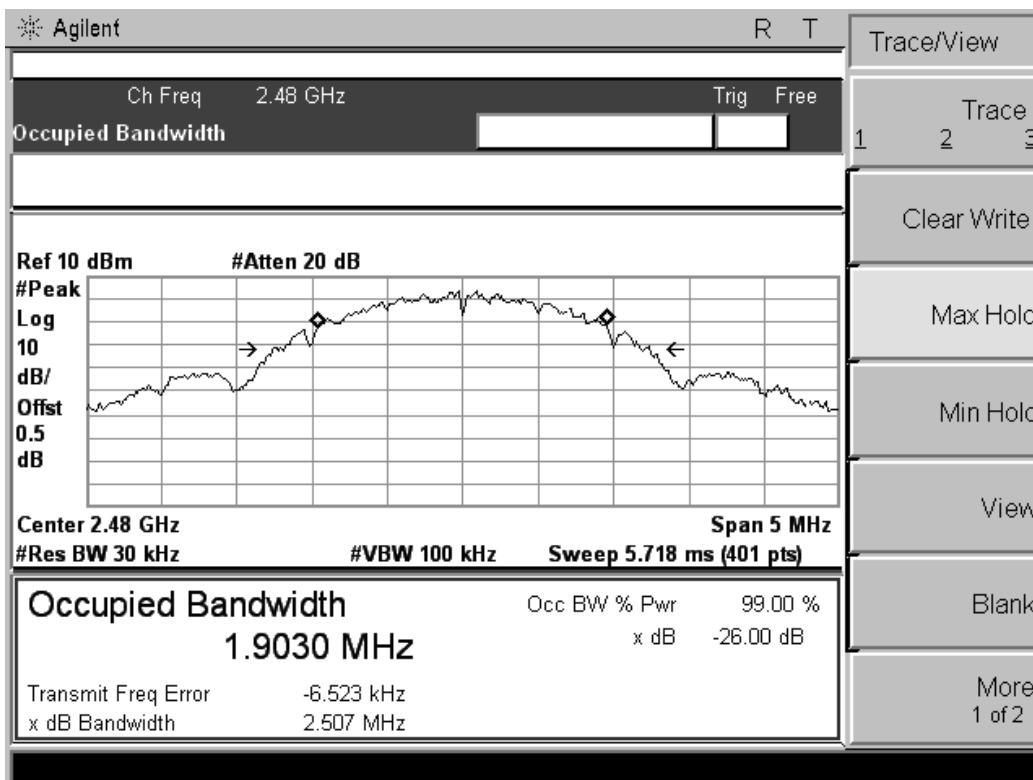 Agilent
R T
Ch Freq 2.48 GHz
Trig Free
Occupied Bandwidth
Ref 10 dBm
#Atten 20 dB
#Peak
Log
10
dB/
Offst
0.5
dB
Center 2.48 GHz
Span 5 MHz
#Res BW 30 kHz
#VBW 100 kHz
Sweep 5.718 ms (401 pts)
Occupied Bandwidth
1.9030 MHz
Occ BW % Pwr 99.00 %
x dB -26.00 dB
Transmit Freq Error -6.523 kHz
x dB Bandwidth 2.507 MHz
Trace/View
Trace
1 2 3
Clear Write
Max Hold
Min Hold
View
Blank
More
1 of 2